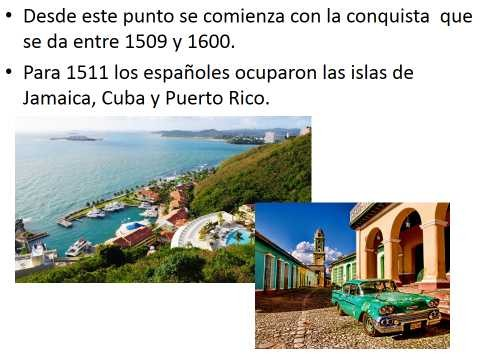 • Desde este punto se comienza con la conquista que
se da entre 1509 y 1600.
• Para 1511 los españoles ocuparon las islas de
Jamaica, Cuba y Puerto Rico.